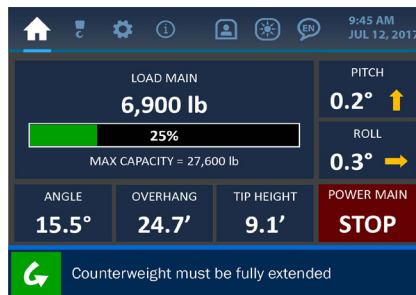 EN
9:45 AM
JUL 12, 2017
LOAD MAIN
6,900 lb
25%
MAX CAPACITY = 27,600 lb
PITCH
0.2°
ROLL
0.3°
ANGLE
15.5°
OVERHANG
24.7’
TIP HEIGHT
9.1’
POWER MAIN
STOP
Counterweight must be fully extended